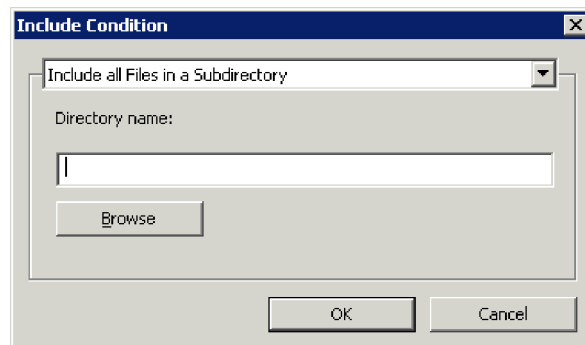 Include Condition
Include all Files in a Subdirectory
Directory name:
Browse
OK
Cancel